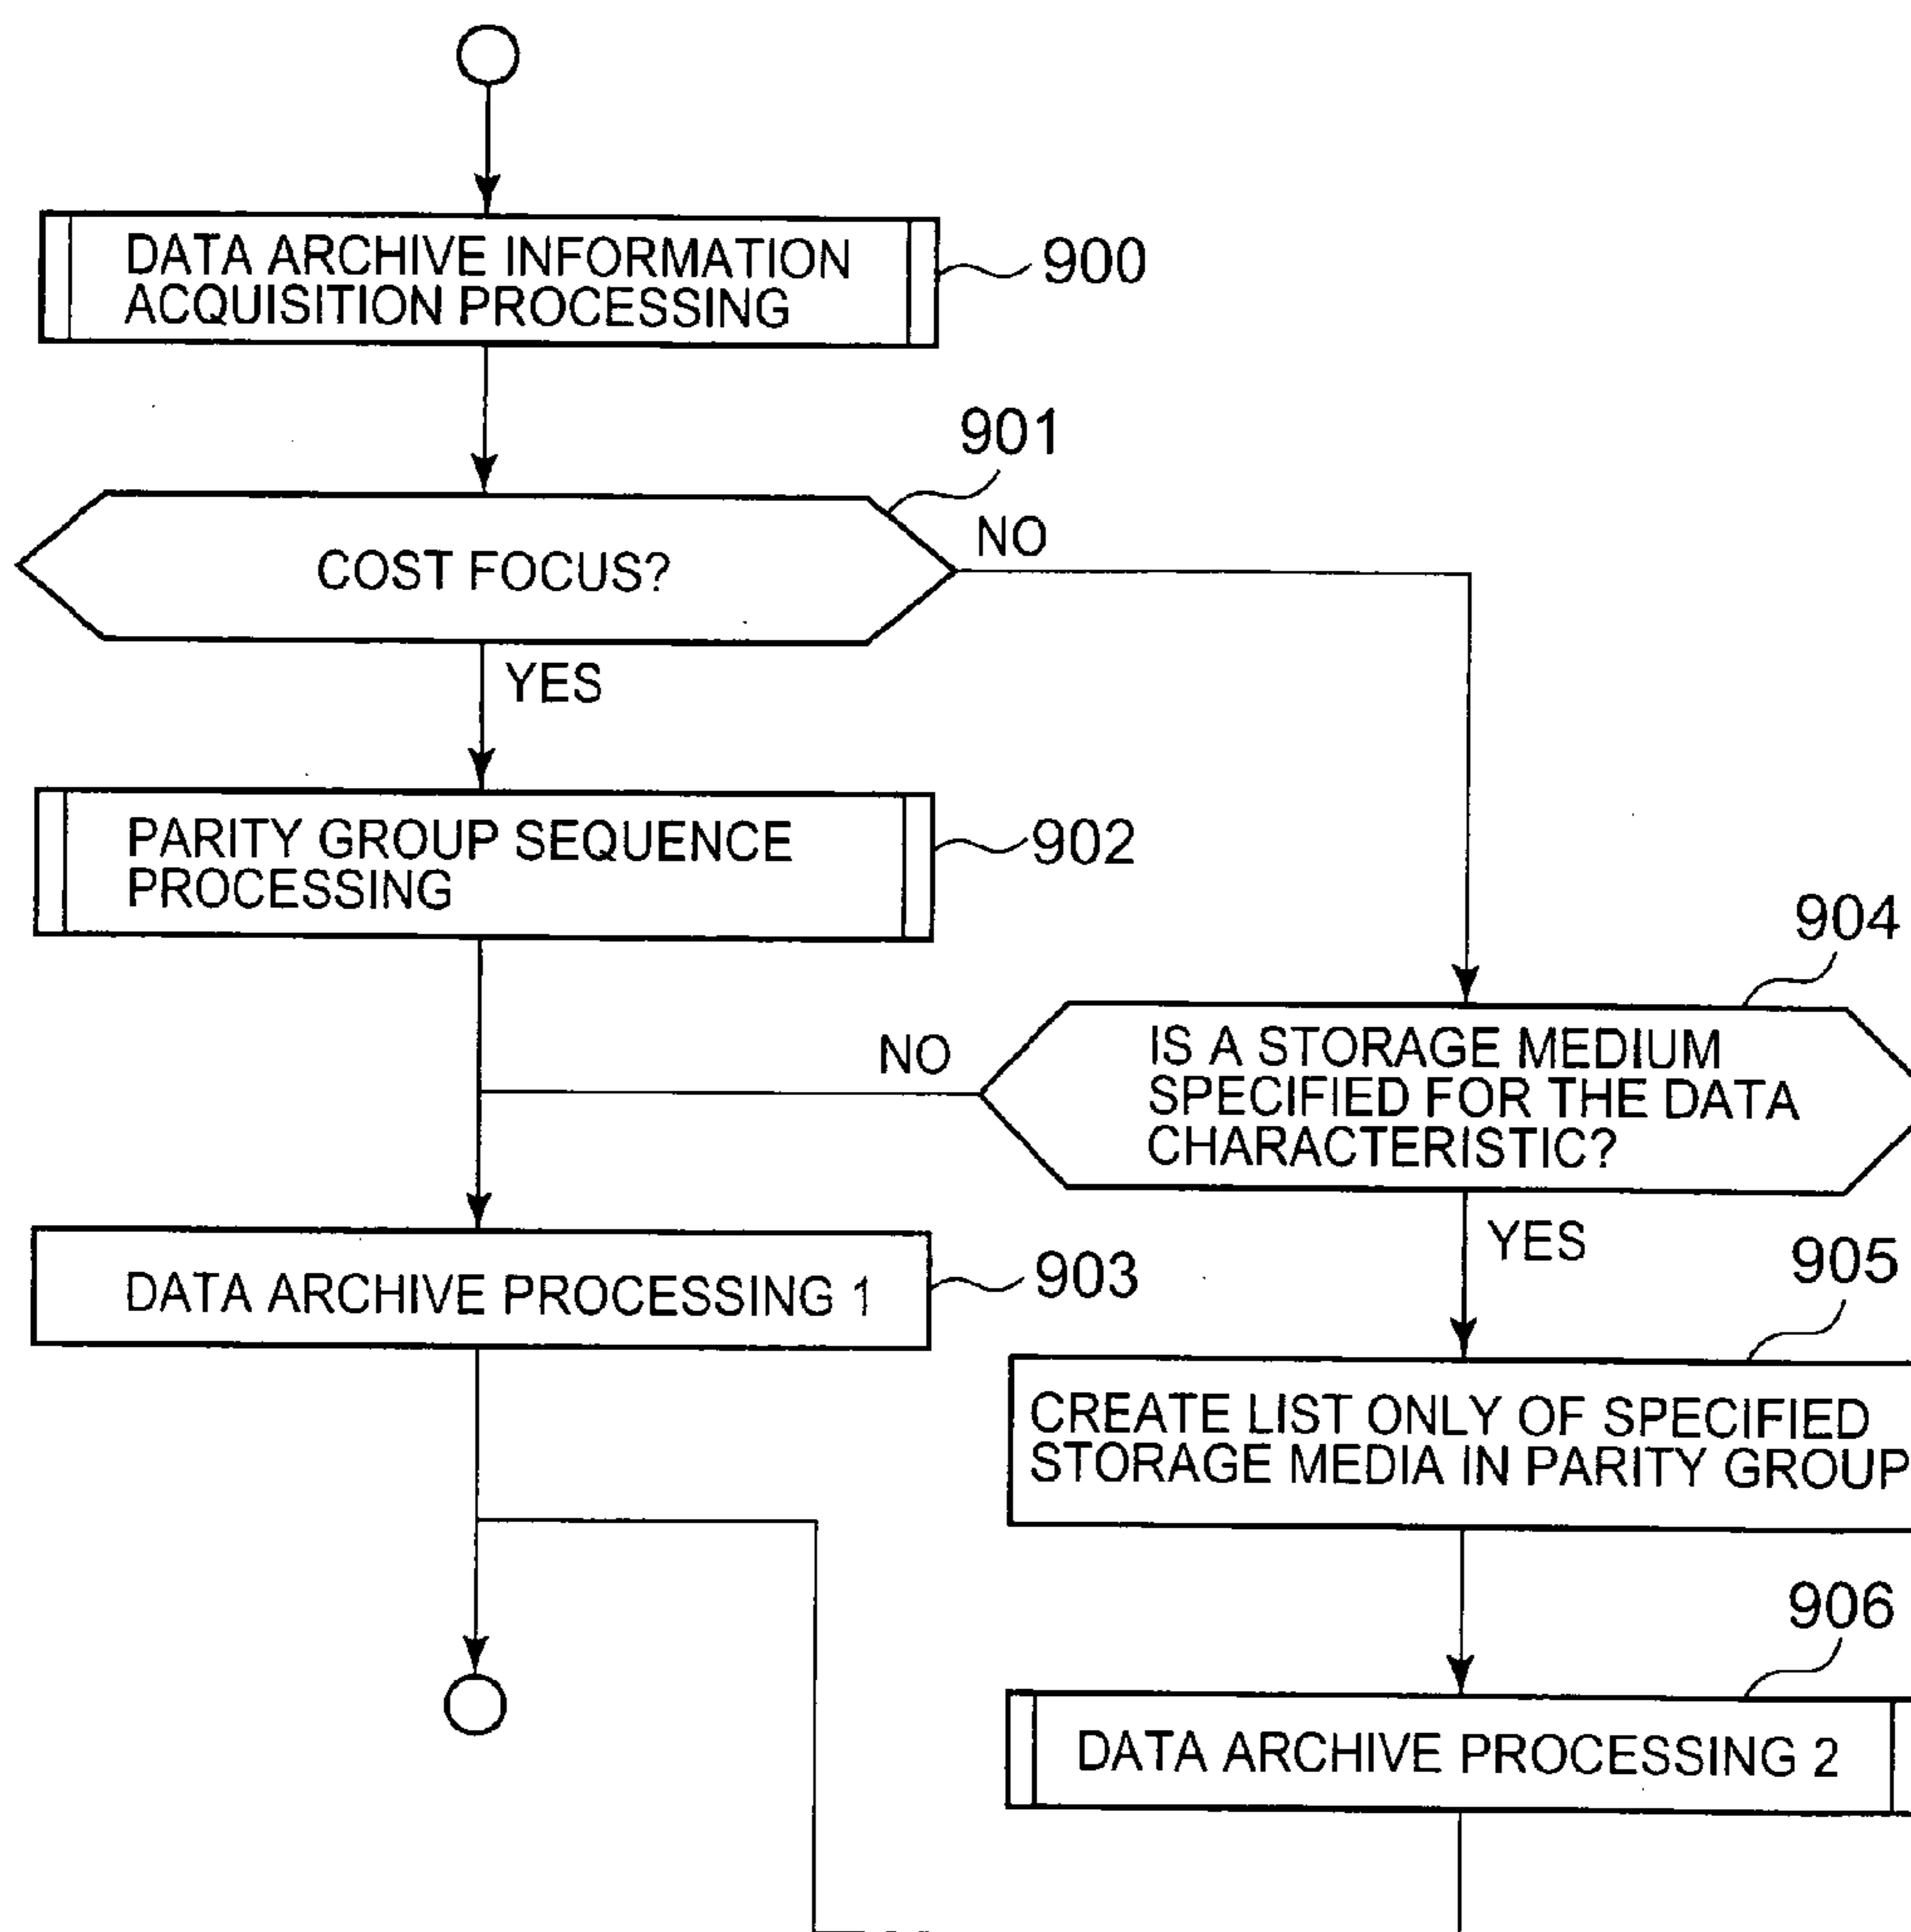 DATA ARCHIVE INFORMATION
ACQUISITION PROCESSING
900
901
COST FOCUS?
NO
YES
PARITY GROUP SEQUENCE
PROCESSING
902
904
IS A STORAGE MEDIUM
SPECIFIED FOR THE DATA
CHARACTERISTIC?
NO
YES
DATA ARCHIVE PROCESSING 1
903
905
CREATE LIST ONLY OF SPECIFIED
STORAGE MEDIA IN PARITY GROUP
906
DATA ARCHIVE PROCESSING 2